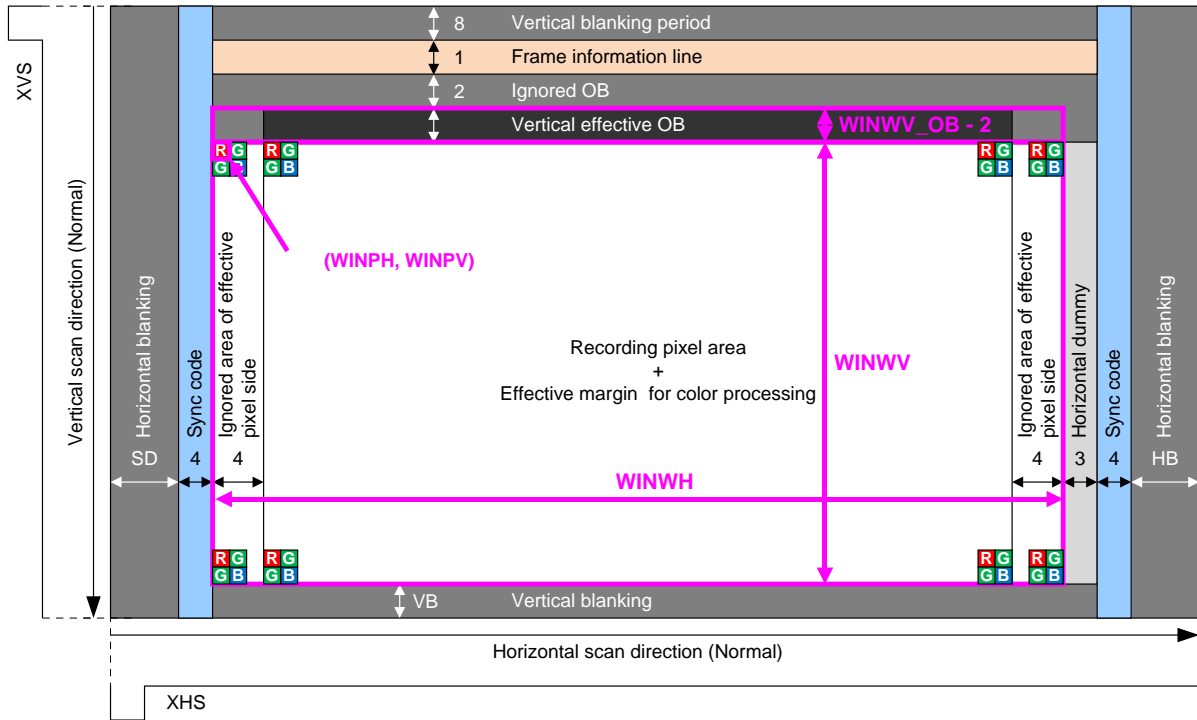 8 Vertical blanking period
1 Frame information line
2 Ignored OB
Vertical effective OB
WINWV_OB - 2
XVS
Vertical scan direction (Normal)
R G R G R G R G
G B G B G B G B
(WINPH, WINPV)
Horizontal blanking
SD
Sync code
4
Ignored area of effective
pixel side
4
Recording pixel area
+
Effective margin for color processing
WINWV
WINWH
Ignored area of effective
pixel side
4
Horizontal dummy
3
Sync code
4
Horizontal blanking
HB
R G R G R G R G
G B G B G B G B
VB Vertical blanking
Horizontal scan direction (Normal)
XHS